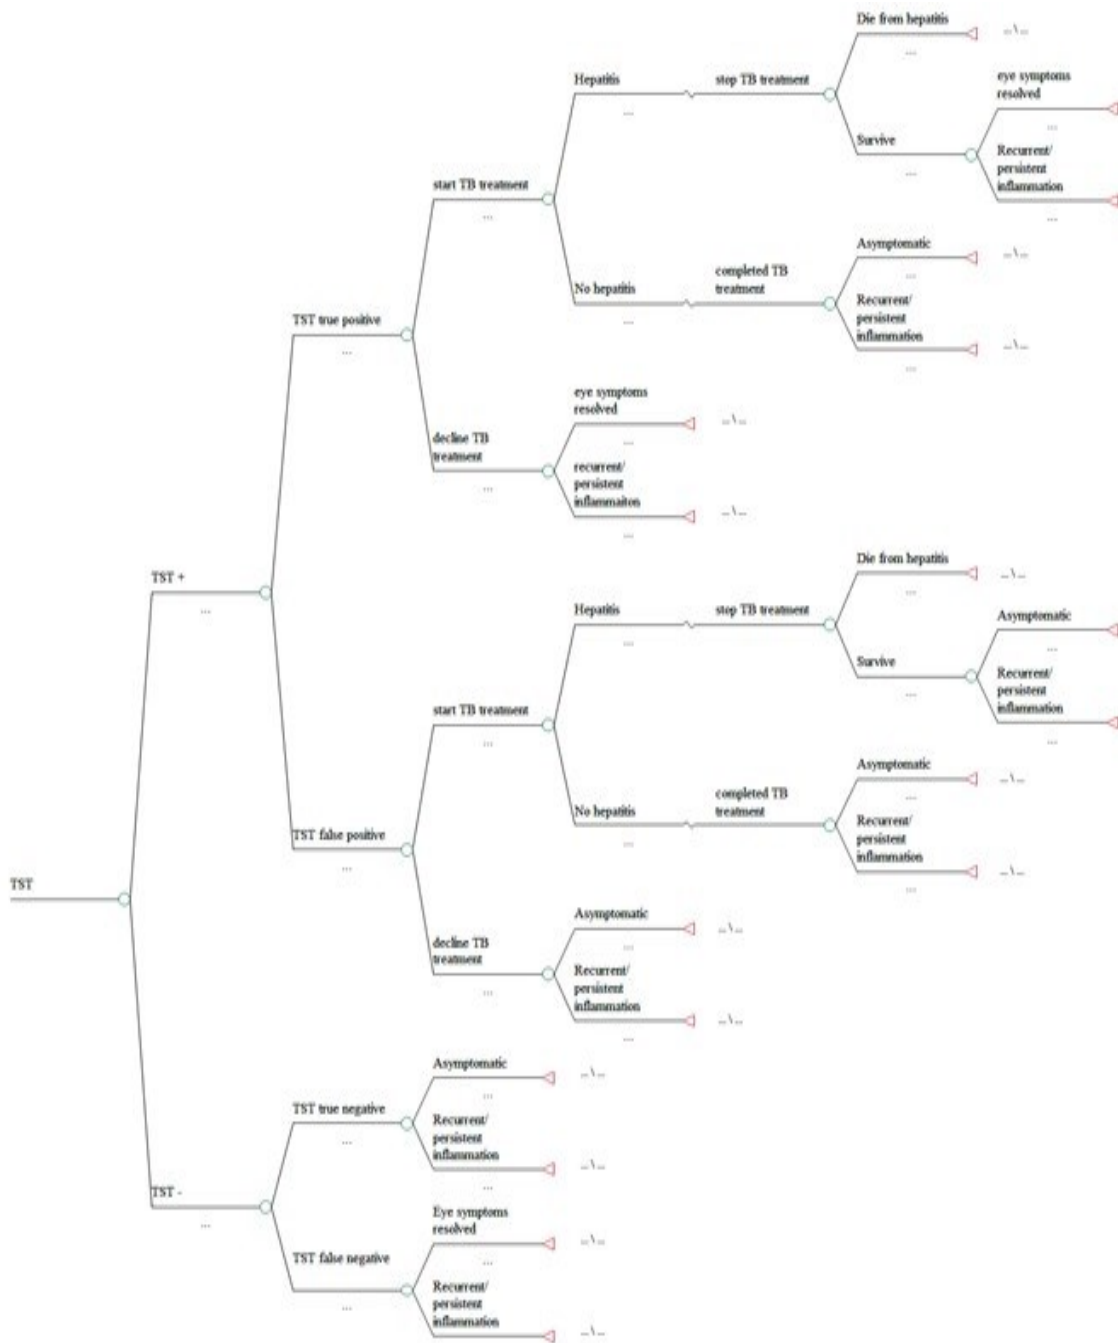 Die from hepatitis
...
_ \ _
Hepatitis
...
stop TB treatment
eye symptoms
resolved
...
Survive
...
Recurrent/
persistent
inflammation
...
start TB treatment
...
No hepatitis
...
completed TB
treatment
Asymptomatic
...
_ \ _
Recurrent/
persistent
inflammation
...
_ \ _
TST true positive
...
decline TB
treatment
...
eye symptoms
resolved
...
_ \ _
recurrent/
persistent
inflammaiton
...
_ \ _
TST +
...
Die from hepatitis
...
_ \ _
Hepatitis
...
stop TB treatment
Asymptomatic
...
Survive
...
Recurrent/
persistent
inflammation
...
start TB treatment
...
No hepatitis
...
completed TB
treatment
Asymptomatic
...
_ \ _
Recurrent/
persistent
inflammation
...
_ \ _
TST false positive
...
TST
decline TB
treatment
...
Asymptomatic
...
_ \ _
Recurrent/
persistent
inflammation
...
_ \ _
TST -
...
TST true negative
...
Asymptomatic
...
_ \ _
Recurrent/
persistent
inflammation
...
_ \ _
TST false negative
...
Eye symptoms
resolved
...
_ \ _
Recurrent/
persistent
inflammation
_ \ _